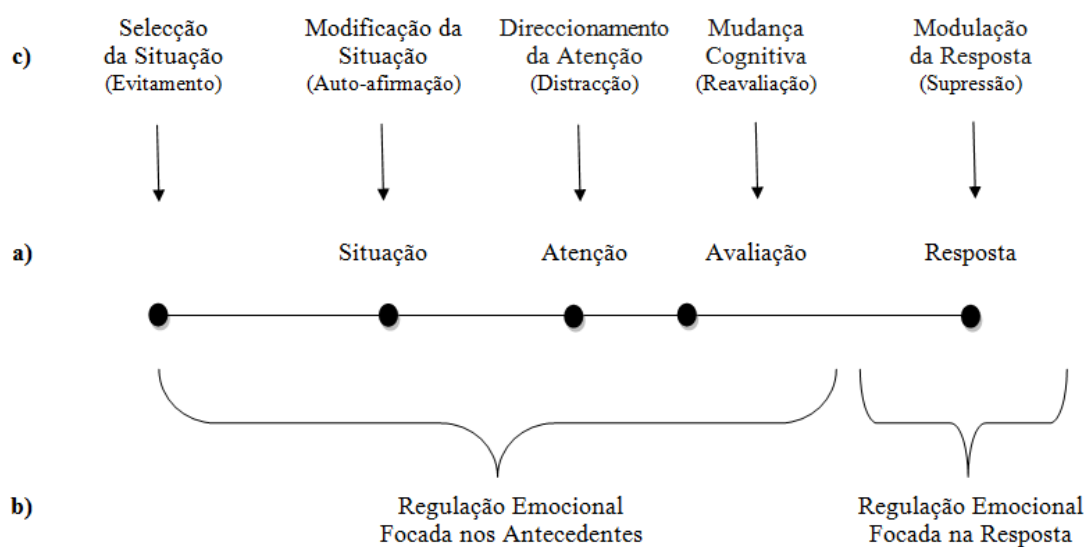 c)
Selecção
da Situação
(Evitamento)
Modificação da
Situação
(Auto-afirmação)
Direccionamento
da Atenção
(Distracção)
Mudança
Cognitiva
(Reavaliação)
Modulação
da Resposta
(Supressão)
a)
Situação
Atenção
Avaliação
Resposta
b)
Regulação Emocional
Focada nos Antecedentes
Regulação Emocional
Focada na Resposta